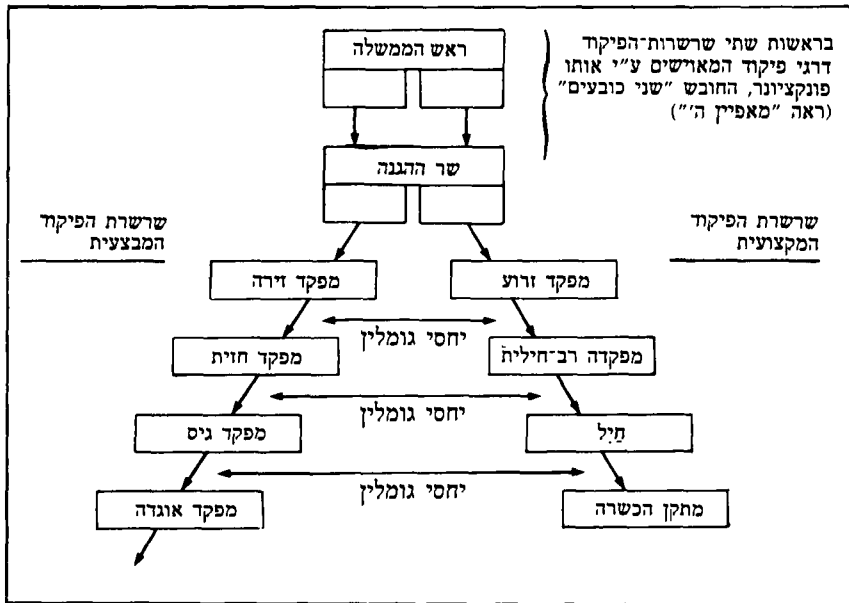 בראשות שתי שרשרות־הפיקוד
דרגי פיקוד המאוישים ע״י אותו
פונקציונר, החובש ״שני כובעים״
(ראה ״מאפיין ה׳״)
ראש הממשלה
שר ההגנה
שרשרת הפיקוד
המקצועית
שרשרת הפיקוד
המבצעית
מפקד זרוע
מפקד זירה
יחסי גומלין
מפקדה רב־חילית
מפקד חזית
יחסי גומלין
חַיִל
מפקד גיס
יחסי גומלין
מתקן הכשרה
מפקד אוגדה